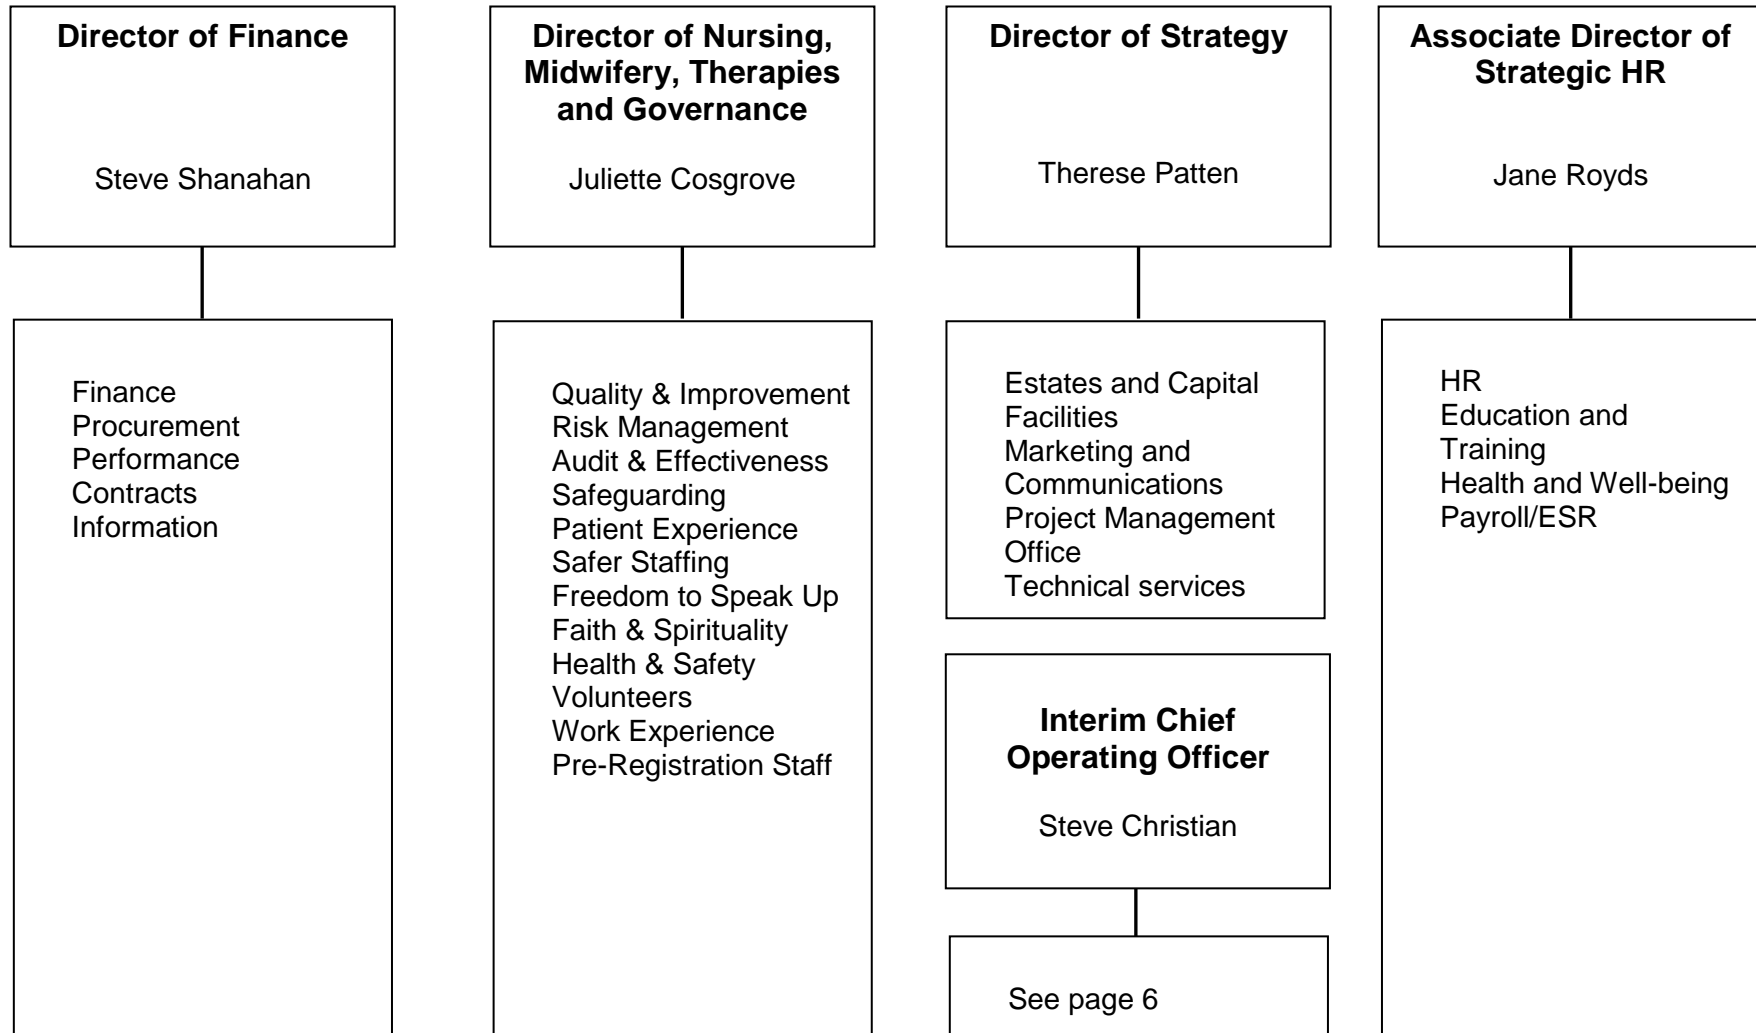 Director of Finance
Steve Shanahan
Finance
Procurement
Performance
Contracts
Information
Director of Nursing,
Midwifery, Therapies
and Governance
Juliette Cosgrove
Quality & Improvement
Risk Management
Audit & Effectiveness
Safeguarding
Patient Experience
Safer Staffing
Freedom to Speak Up
Faith & Spirituality
Health & Safety
Volunteers
Work Experience
Pre-Registration Staff
Director of Strategy
Therese Patten
Estates and Capital
Facilities
Marketing and
Communications
Project Management
Office
Technical services
Interim Chief
Operating Officer
Steve Christian
See page 6
Associate Director of
Strategic HR
Jane Royds
HR
Education and
Training
Health and Well-being
Payroll/ESR